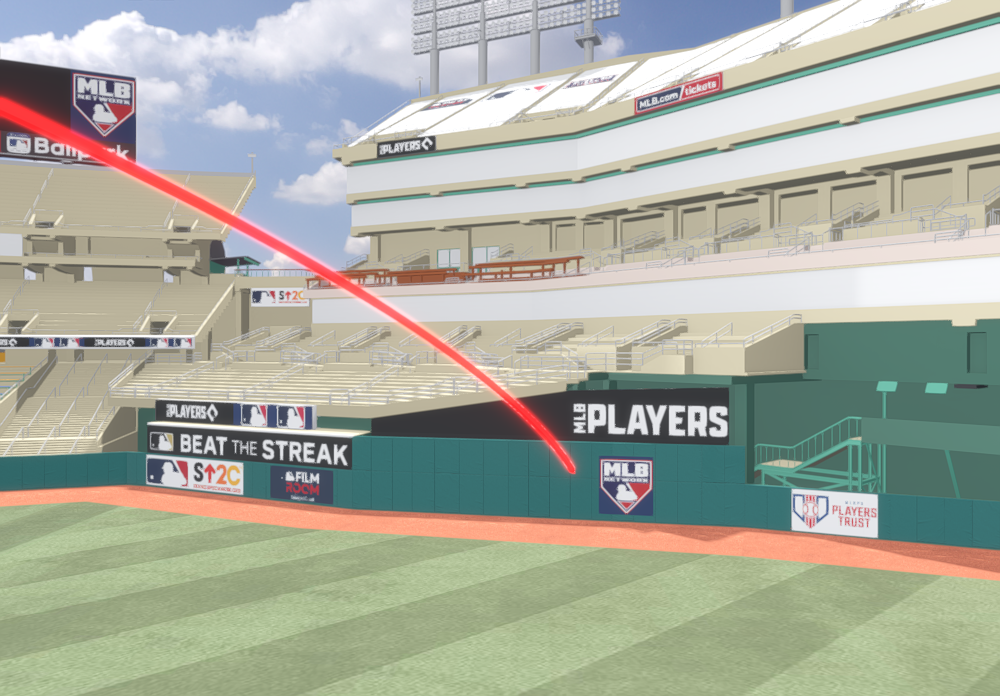 MLB
NETWORK
Ballpark
MLB.com/tickets
PLAYERS
S↑2C
PLAYERS
PLAYERS
PLAYERS
MLB PLAYERS
BEAT THE STREAK
S↑2C
FILM
ROOM
MLB
NETWORK
PLAYERS
TRUST